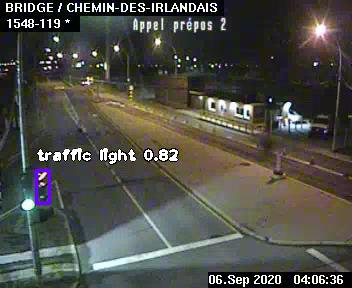 BRIDGE / CHEMIN-DES-IRLANDAIS
1548-119 *
Appel prépos 2
traffic light 0.82
06.Sep 2020 04:06:36